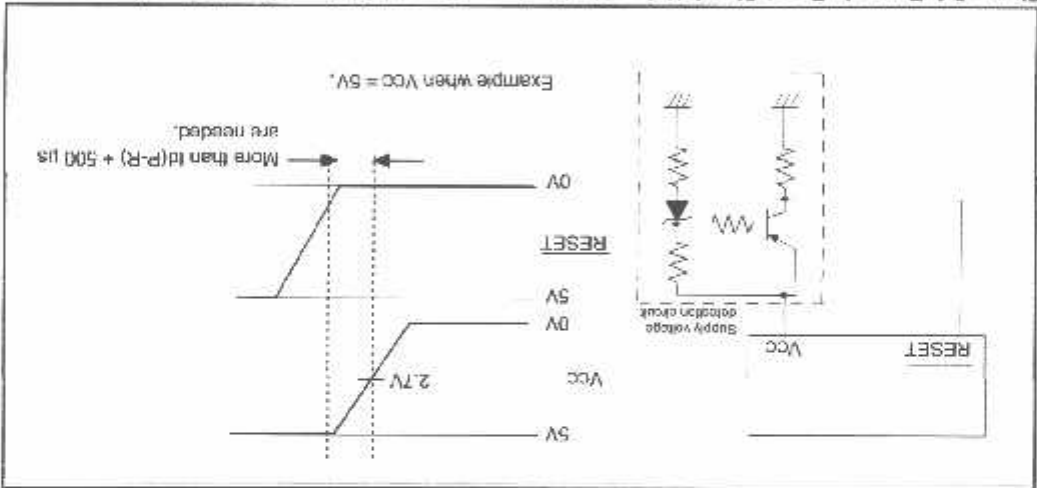 RESET
VCC
Supply voltage
detection circuit
5V
VCC
2.7V
0V
5V
RESET
0V
More than td(P-R) + 500 µs
are needed.
Example when VCC = 5V.